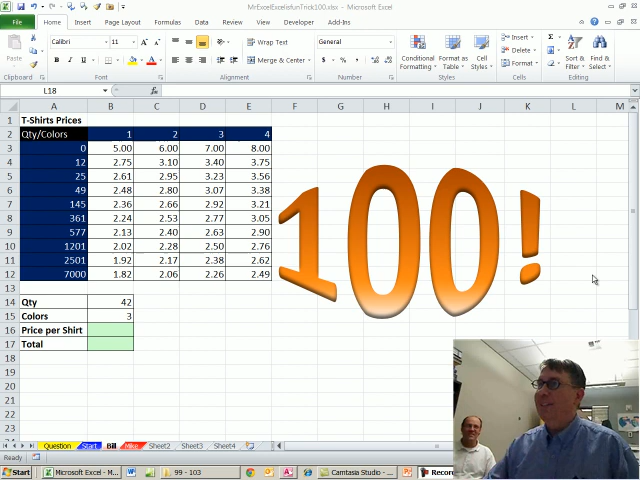 MrExcelExcelisfunTrick100.xlsx - Microsoft Excel
File Home Insert Page Layout Formulas Data Review View Developer Add-Ins
Paste Calibri 11 Wrap Text General Conditional Formatting Format as Table Cell Styles Insert Delete Format Sort & Filter Find & Select
B I U Merge & Center $ % ,
Clipboard Font Alignment Number Styles Cells Editing
L18 fx
A B C D E F G H I J K L M
1 T-Shirts Prices
2 Qty/Colors 1 2 3 4
3 0 5.00 6.00 7.00 8.00
4 12 2.75 3.10 3.40 3.75
5 25 2.61 2.95 3.23 3.56
6 49 2.48 2.80 3.07 3.38
7 145 2.36 2.66 2.92 3.21
8 361 2.24 2.53 2.77 3.05
9 577 2.13 2.40 2.63 2.90
10 1201 2.02 2.28 2.50 2.76
11 2501 1.92 2.17 2.38 2.62
12 7000 1.82 2.06 2.26 2.49
100!
13
14 Qty 42
15 Colors 3
16 Price per Shirt
17 Total
18
19
20
21
22
23
Question Start Bill Mike Sheet2 Sheet3 Sheet4
Ready
Start Microsoft Excel - M... 99 - 103 Camtasia Studio - ... Recor